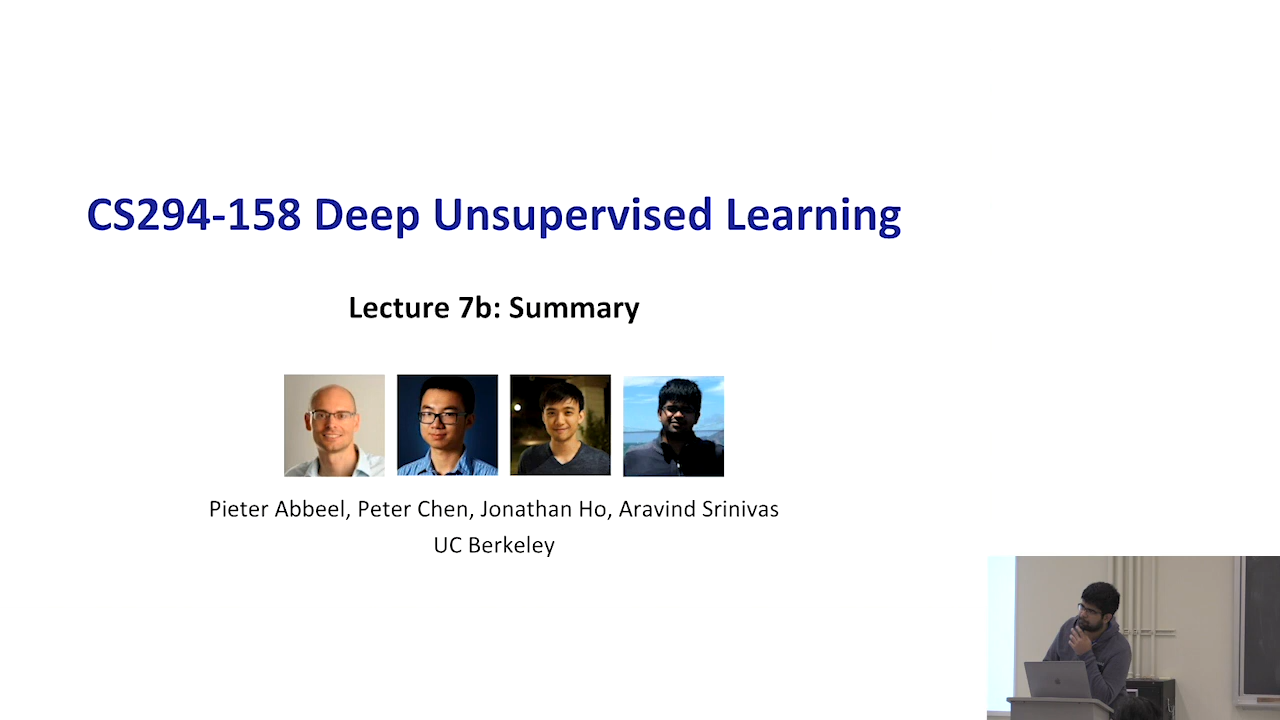 CS294-158 Deep Unsupervised Learning
Lecture 7b: Summary
Pieter Abbeel, Peter Chen, Jonathan Ho, Aravind Srinivas
UC Berkeley